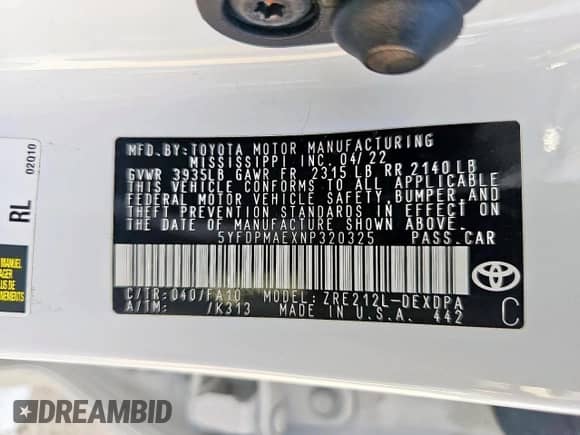 MFD.BY:TOYOTA MOTOR MANUFACTURING
MISSISSIPPI INC. 04/22
GVWR 3935LB GAWR FR 2315 LB RR 2140LB
THIS VEHICLE CONFORMS TO ALL APPLICABLE
FEDERAL MOTOR VEHICLE SAFETY,BUMPER,AND
THEFT PREVENTION STANDARDS IN EFFECT ON
THE DATE OF MANUFACTURE SHOWN ABOVE.
5YFDPMAEXNP320325 PASS.CAR
C/TR:040/FA10 MODEL: ZRE212L-DEXDPA
A/TM: /K313 MADE IN U.S.A. 442
C
RL
02010
DREAMBID